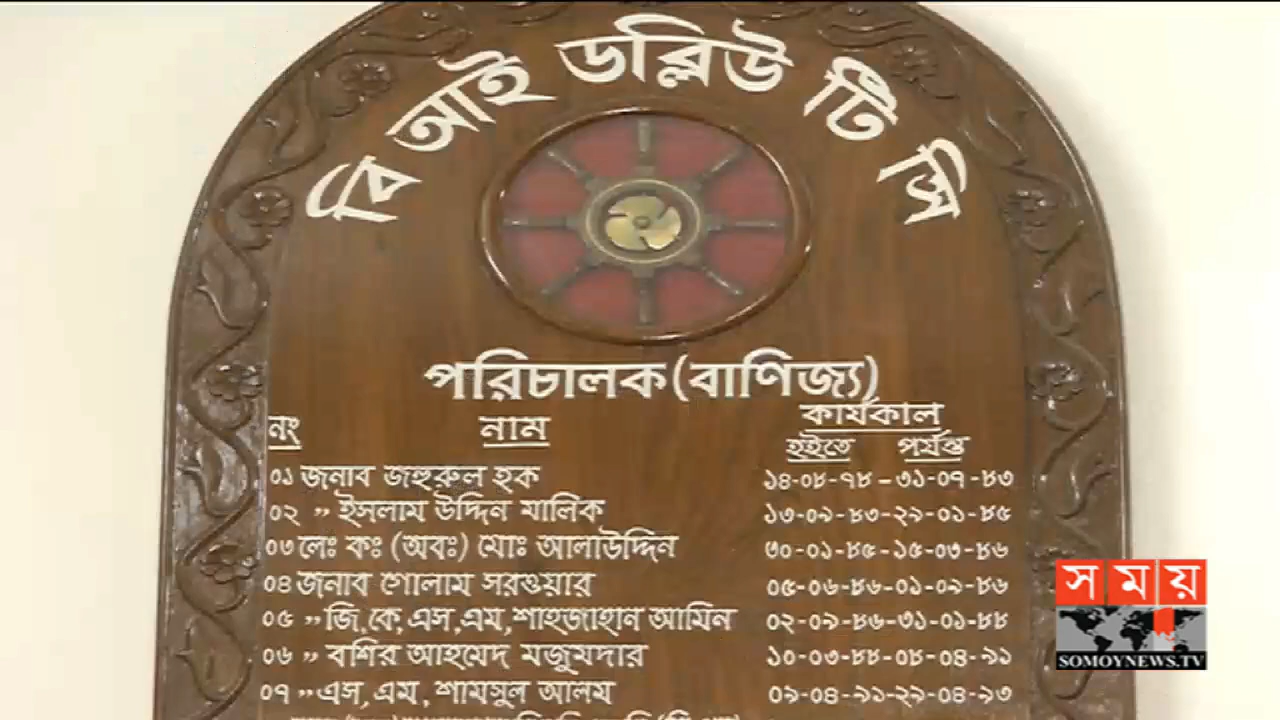 বি আই ডব্লিউ টি সি
পরিচালক (বাণিজ্য)
নং নাম কার্যকাল
হইতে পর্যন্ত
০১ জনাব জহুরুল হক ১৪-০৮-৭৮ – ৩১-০৭-৮৩
০২ " ইসলাম উদ্দিন মালিক ১৩-০৯-৮৩-২৯-০১-৮৫
০৩ লেঃ কঃ (অবঃ) মোঃ আলাউদ্দিন ৩০-০১-৮৫-১৫-০৩-৮৬
০৪ জনাব গোলাম সরওয়ার ০৫-০৬-৮৬-০১-০৯-৮৬
০৫ " জি,কে,এস,এম,শাহজাহান আমিন ০২-০৯-৮৬-৩১-০১-৮৮
০৬ " বশির আহমেদ মজুমদার ১০-০৩-৮৮-০৮-০৪-৯১
০৭ " এস,এম, শামসুল আলম ০৯-০৪-৯১-২৯-০৪-৯৩
সময়
SOMOYNEWS.TV